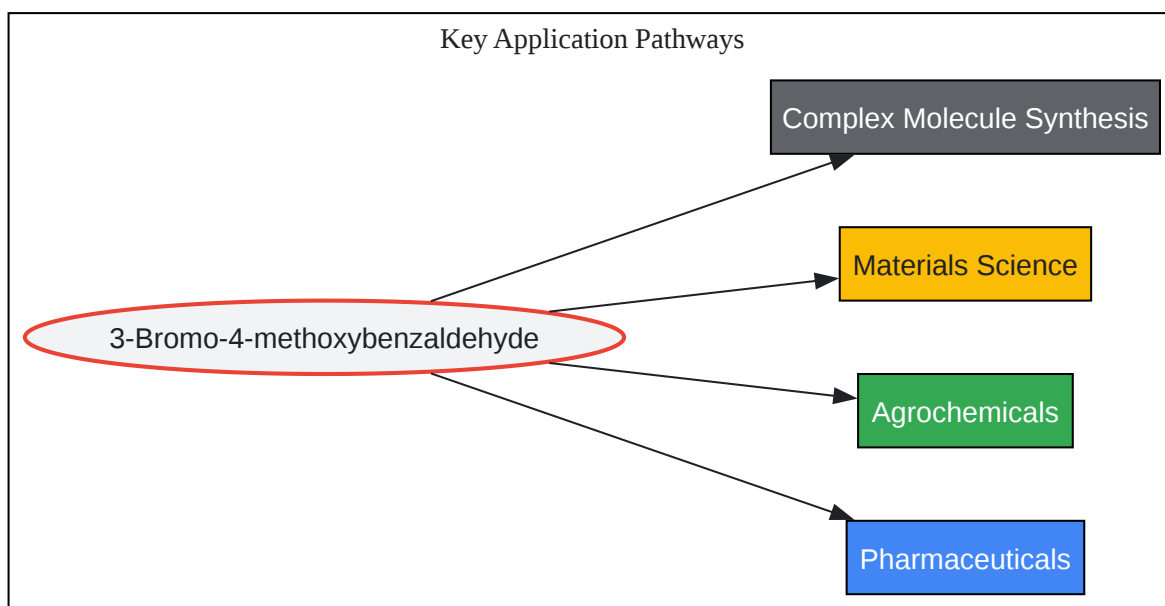 Key Application Pathways
Complex Molecule Synthesis
Materials Science
3-Bromo-4-methoxybenzaldehyde
Agrochemicals
Pharmaceuticals